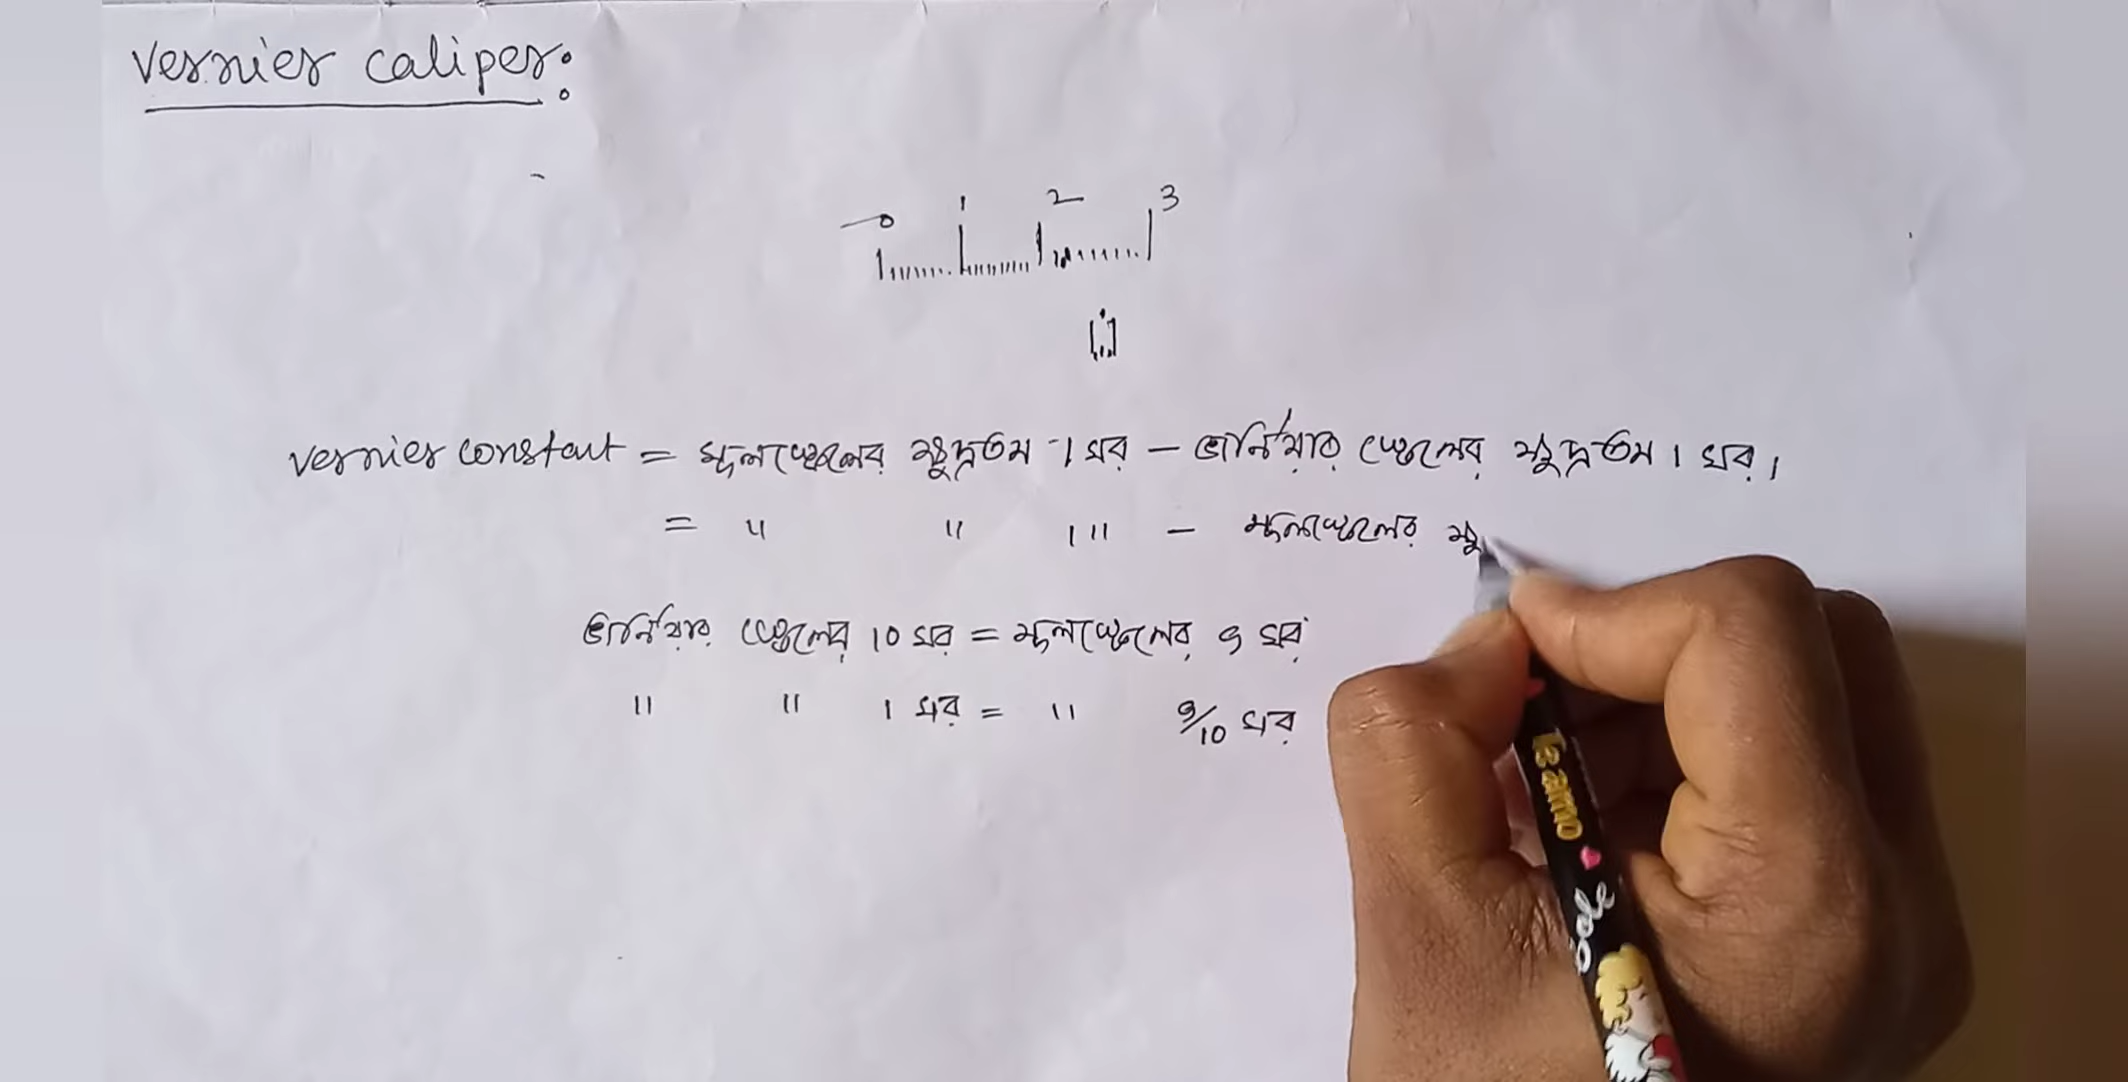 Vernier caliper:
0 1 2 3
Vernier constant = মূলস্কেলের ক্ষুদ্রতম 1 ঘর – ভার্নিয়ার স্কেলের ক্ষুদ্রতম 1 ঘর।
= " " 1 " – মূলস্কেলের ক্ষু
ভার্নিয়ার স্কেলের 10 ঘর = মূলস্কেলের 9 ঘর
" " 1 ঘর = " 9/10 ঘর